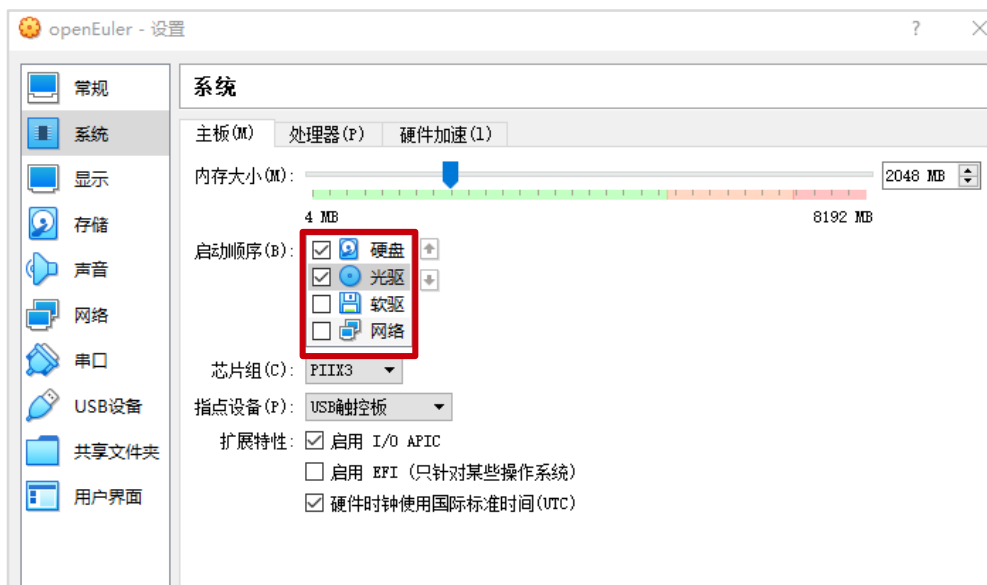 openEuler - 设置
?
常规
系统
显示
存储
声音
网络
串口
USB设备
共享文件夹
用户界面
系统
主板(M) 处理器(P) 硬件加速(l)
内存大小(M): 2048 MB
4 MB 8192 MB
启动顺序(B): 硬盘
光驱
软驱
网络
芯片组(C): PIIX3
指点设备(P): USB触控板
扩展特性: 启用 I/O APIC
启用 EFI (只针对某些操作系统)
硬件时钟使用国际标准时间(UTC)